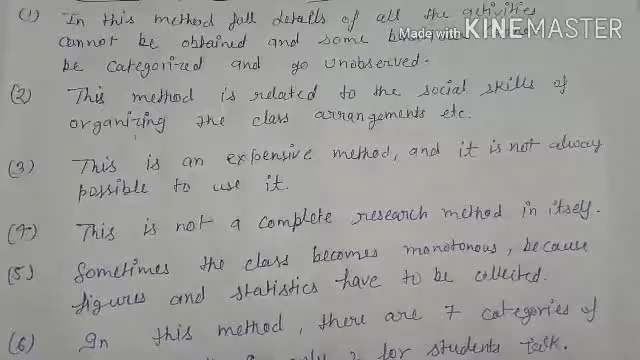 (1) In this method full details of all the activities
cannot be obtained and some
Made with KINEMASTER
be categorized and go unobserved.
(2) This method is related to the social skills of
organizing the class arrangements etc.
(3) This is an expensive method, and it is not alway
possible to use it.
(4) This is not a complete research method in itself.
(5) Sometimes the class becomes monotonous, because
figures and statistics have to be collected.
(6) In this method, there are 7 categories of
for students talk.